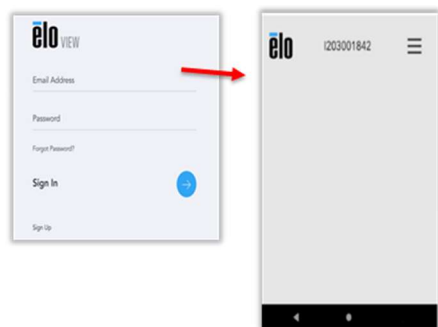 ēlo VIEW
Email Address
Password
Forgot Password?
Sign In
Sign Up
ēlo I203001842